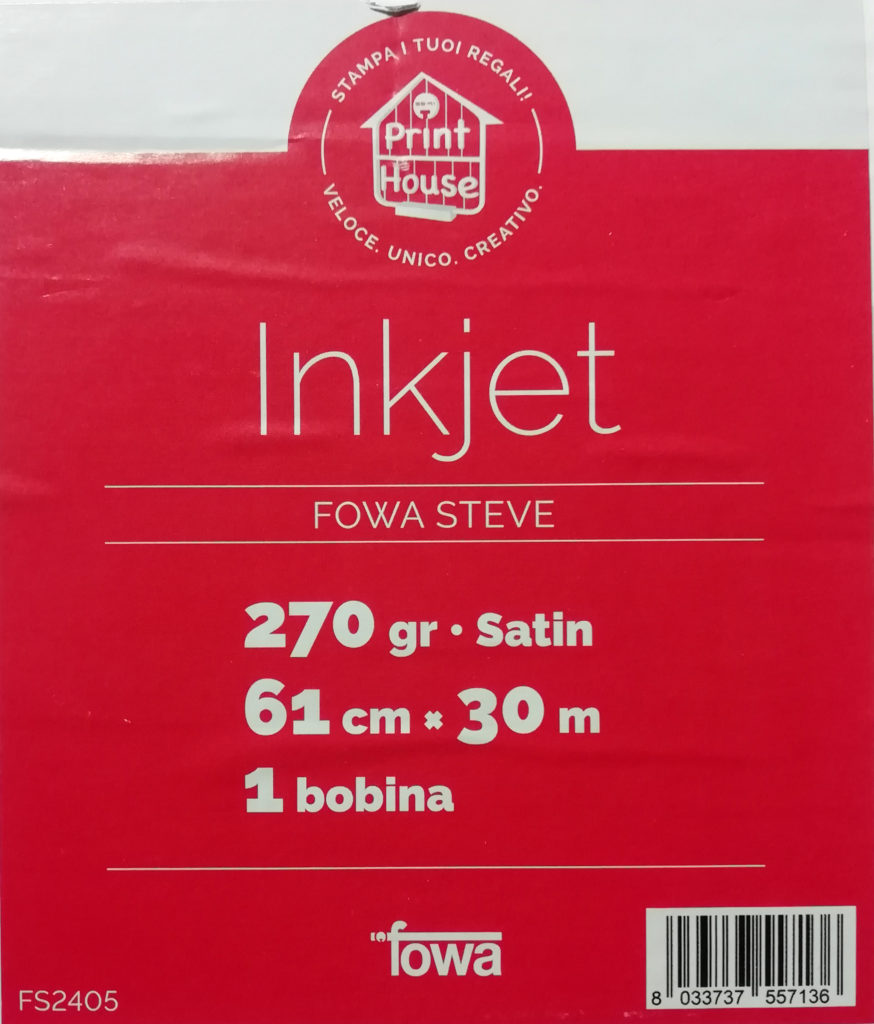 STAMPA I TUOI REGALI!
Print
House
VELOCE. UNICO. CREATIVO.
Inkjet
FOWA STEVE
270 gr • Satin
61 cm × 30 m
1 bobina
fowa
FS2405
8 033737 557136